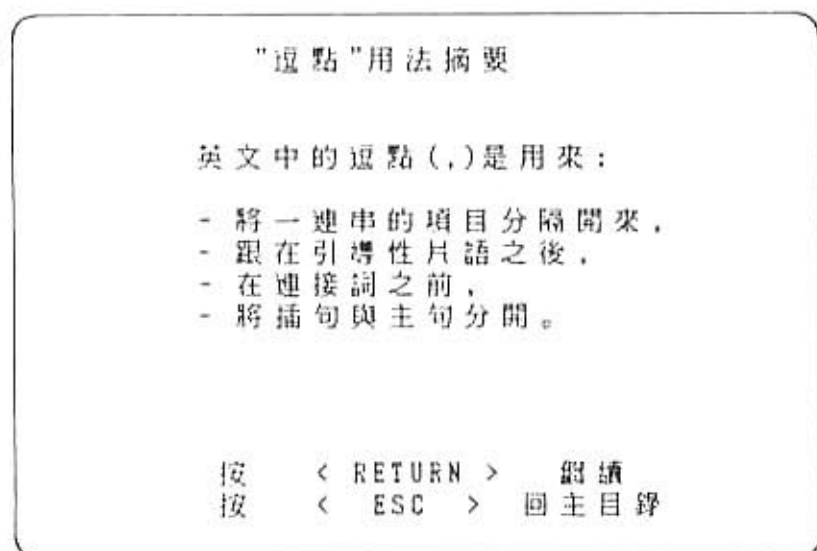 "逗點"用法摘要
英文中的逗點(,)是用來:
- 將一連串的項目分隔開來,
- 跟在引導性片語之後,
- 在連接詞之前,
- 將插句與主句分開。
按 < RETURN > 繼續
按 < ESC > 回主目錄